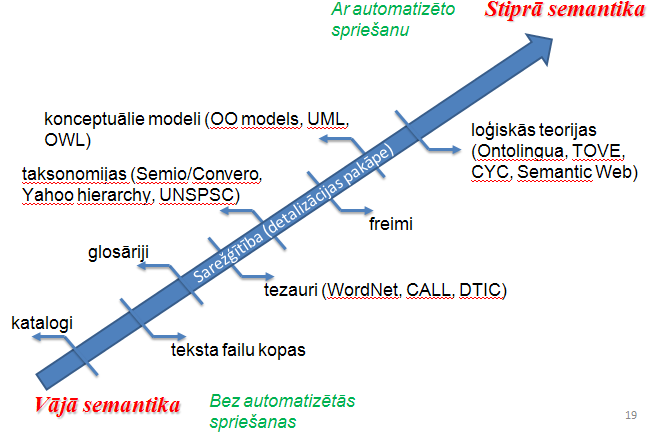 Ar automatizēto
spriešanu
Stiprā semantika
konceptuālie modeli (OO models, UML,
OWL)
loģiskās teorijas
(Ontolingua, TOVE,
CYC, Semantic Web)
taksonomijas (Semio/Convero,
Yahoo hierarchy, UNSPSC)
Sarežģītība (detalizācijas pakāpe)
freimi
glosāriji
tezauri (WordNet, CALL, DTIC)
katalogi
teksta failu kopas
Vājā semantika
Bez automatizētās
spriešanas
19